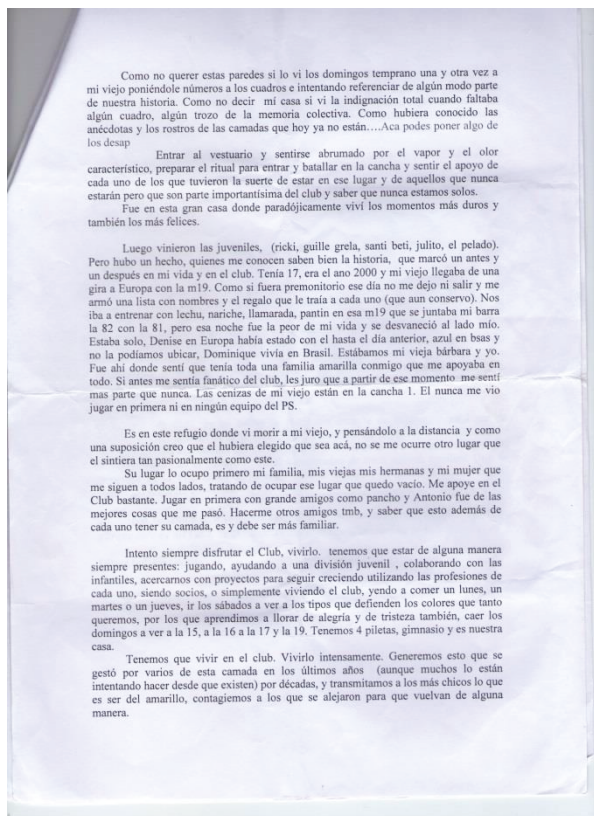 Como no querer estas paredes si lo vi los domingos temprano una y otra vez a
mi viejo poniéndole números a los cuadros e intentando referenciar de algún modo parte
de nuestra historia. Como no decir mi casa si vi la indignación total cuando faltaba
algún cuadro, algún trozo de la memoria colectiva. Como hubiera conocido las
anécdotas y los rostros de las camadas que hoy ya no están….Aca podes poner algo de
los desap
Entrar al vestuario y sentirse abrumado por el vapor y el olor
característico, preparar el ritual para entrar y batallar en la cancha y sentir el apoyo de
cada uno de los que tuvieron la suerte de estar en ese lugar y de aquellos que nunca
estarán pero que son parte importantísima del club y saber que nunca estamos solos.
Fue en esta gran casa donde paradójicamente viví los momentos más duros y
también los más felices.
Luego vinieron las juveniles, (ricki, guille grela, santi beti, julito, el pelado).
Pero hubo un hecho, quienes me conocen saben bien la historia, que marcó un antes y
un después en mi vida y en el club. Tenía 17, era el ano 2000 y mi viejo llegaba de una
gira a Europa con la m19. Como si fuera premonitorio ese día no me dejo ni salir y me
armó una lista con nombres y el regalo que le traía a cada uno (que aun conservo). Nos
iba a entrenar con lechu, nariche, llamarada, pantin en esa m19 que se juntaba mi barra
la 82 con la 81, pero esa noche fue la peor de mi vida y se desvaneció al lado mío.
Estaba solo, Denise en Europa había estado con el hasta el día anterior, azul en bsas y
no la podíamos ubicar, Dominique vivía en Brasil. Estábamos mi vieja bárbara y yo.
Fue ahí donde sentí que tenía toda una familia amarilla conmigo que me apoyaba en
todo. Si antes me sentía fanático del club, les juro que a partir de ese momento me sentí
mas parte que nunca. Las cenizas de mi viejo están en la cancha 1. El nunca me vio
jugar en primera ni en ningún equipo del PS.
Es en este refugio donde vi morir a mi viejo, y pensándolo a la distancia y como
una suposición creo que el hubiera elegido que sea acá, no se me ocurre otro lugar que
el sintiera tan pasionalmente como este.
Su lugar lo ocupo primero mi familia, mis viejas mis hermanas y mi mujer que
me siguen a todos lados, tratando de ocupar ese lugar que quedo vacío. Me apoye en el
Club bastante. Jugar en primera con grande amigos como pancho y Antonio fue de las
mejores cosas que me pasó. Hacerme otros amigos tmb, y saber que esto además de
cada uno tener su camada, es y debe ser más familiar.
Intento siempre disfrutar el Club, vivirlo. tenemos que estar de alguna manera
siempre presentes: jugando, ayudando a una división juvenil , colaborando con las
infantiles, acercarnos con proyectos para seguir creciendo utilizando las profesiones de
cada uno, siendo socios, o simplemente viviendo el club, yendo a comer un lunes, un
martes o un jueves, ir los sábados a ver a los tipos que defienden los colores que tanto
queremos, por los que aprendimos a llorar de alegría y de tristeza también, caer los
domingos a ver a la 15, a la 16 a la 17 y la 19. Tenemos 4 piletas, gimnasio y es nuestra
casa.
Tenemos que vivir en el club. Vivirlo intensamente. Generemos esto que se
gestó por varios de esta camada en los últimos años (aunque muchos lo están
intentando hacer desde que existen) por décadas, y transmitamos a los más chicos lo que
es ser del amarillo, contagiemos a los que se alejaron para que vuelvan de alguna
manera.